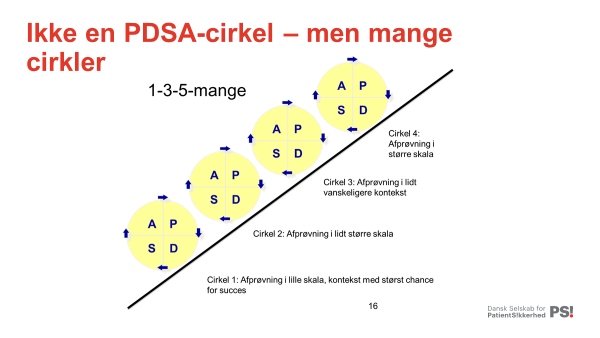 Ikke en PDSA-cirkel – men mange
cirkler
1-3-5-mange
A P
S D
Cirkel 4:
Afprøvning i
større skala
A P
S D
Cirkel 3: Afprøvning i lidt
vanskeligere kontekst
A P
S D
Cirkel 2: Afprøvning i lidt større skala
A P
S D
Cirkel 1: Afprøvning i lille skala, kontekst med størst chance
for succes
16
Dansk Selskab for
PatientS!kkerhed
PS!